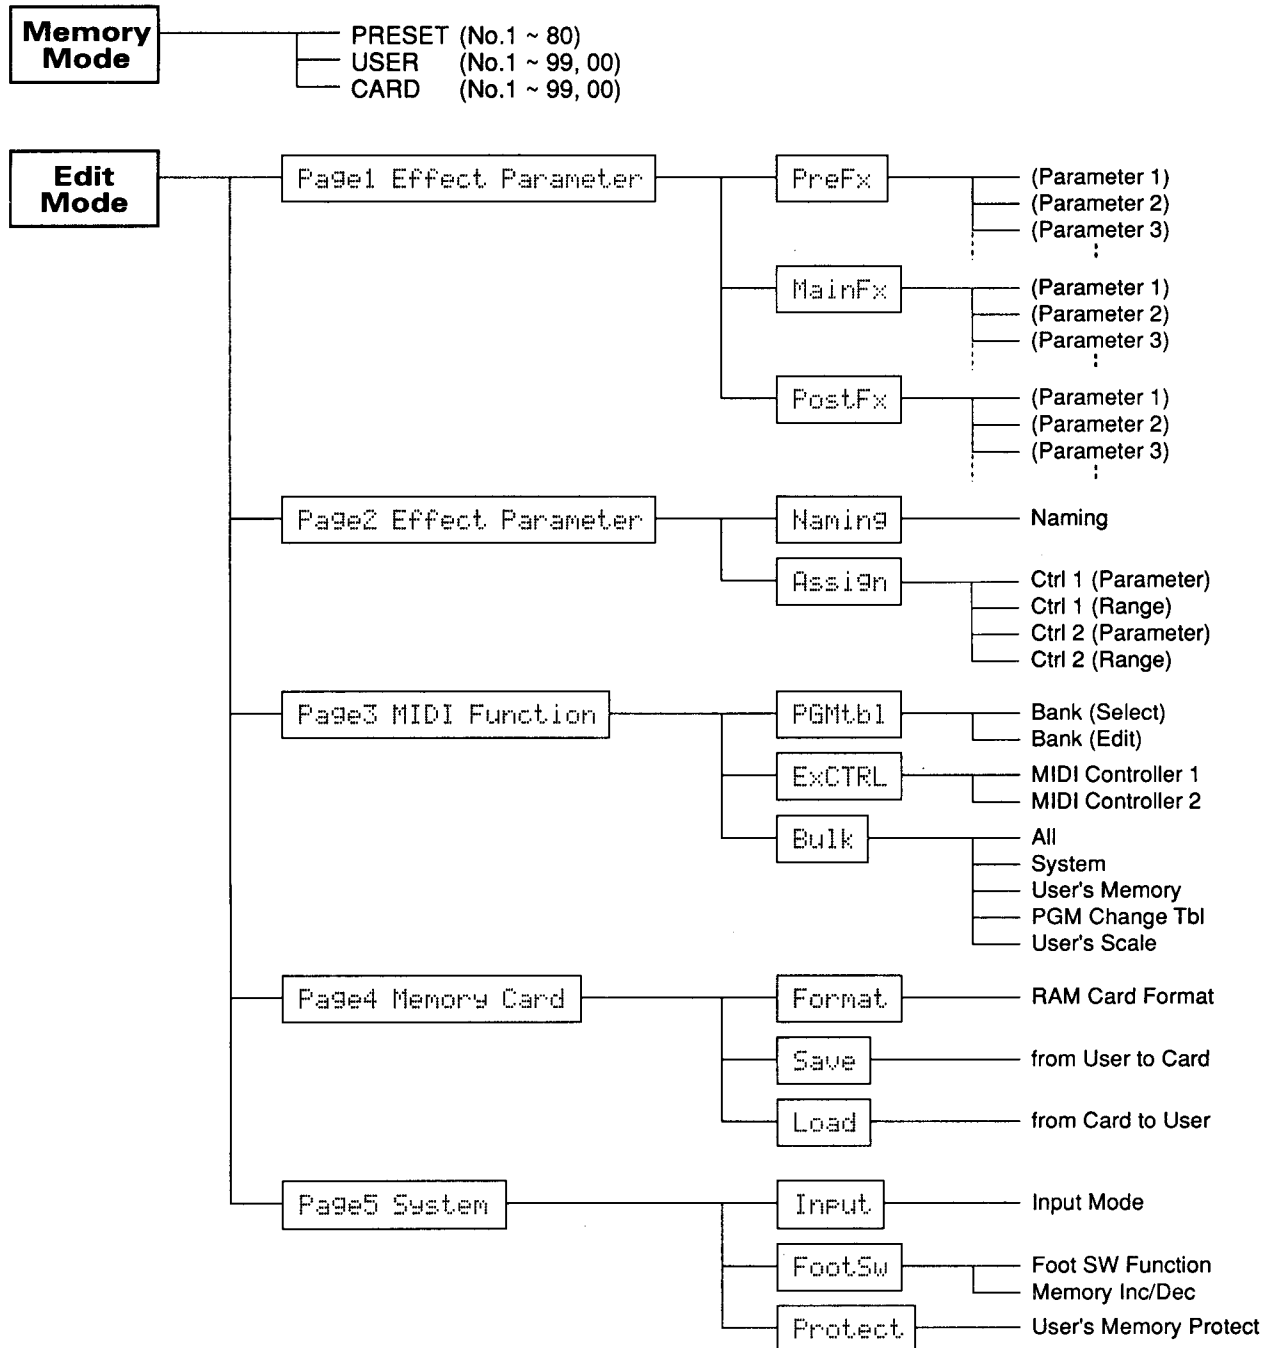 Memory
Mode
PRESET (No.1 ~ 80)
USER (No.1 ~ 99, 00)
CARD (No.1 ~ 99, 00)
Edit
Mode
Page1 Effect Parameter
PreFx
(Parameter 1)
(Parameter 2)
(Parameter 3)
MainFx
(Parameter 1)
(Parameter 2)
(Parameter 3)
PostFx
(Parameter 1)
(Parameter 2)
(Parameter 3)
Page2 Effect Parameter
Naming
Naming
Assign
Ctrl 1 (Parameter)
Ctrl 1 (Range)
Ctrl 2 (Parameter)
Ctrl 2 (Range)
Page3 MIDI Function
PGMtbl
Bank (Select)
Bank (Edit)
ExCTRL
MIDI Controller 1
MIDI Controller 2
Bulk
All
System
User's Memory
PGM Change Tbl
User's Scale
Page4 Memory Card
Format
RAM Card Format
Save
from User to Card
Load
from Card to User
Page5 System
Input
Input Mode
FootSw
Foot SW Function
Memory Inc/Dec
Protect
User's Memory Protect